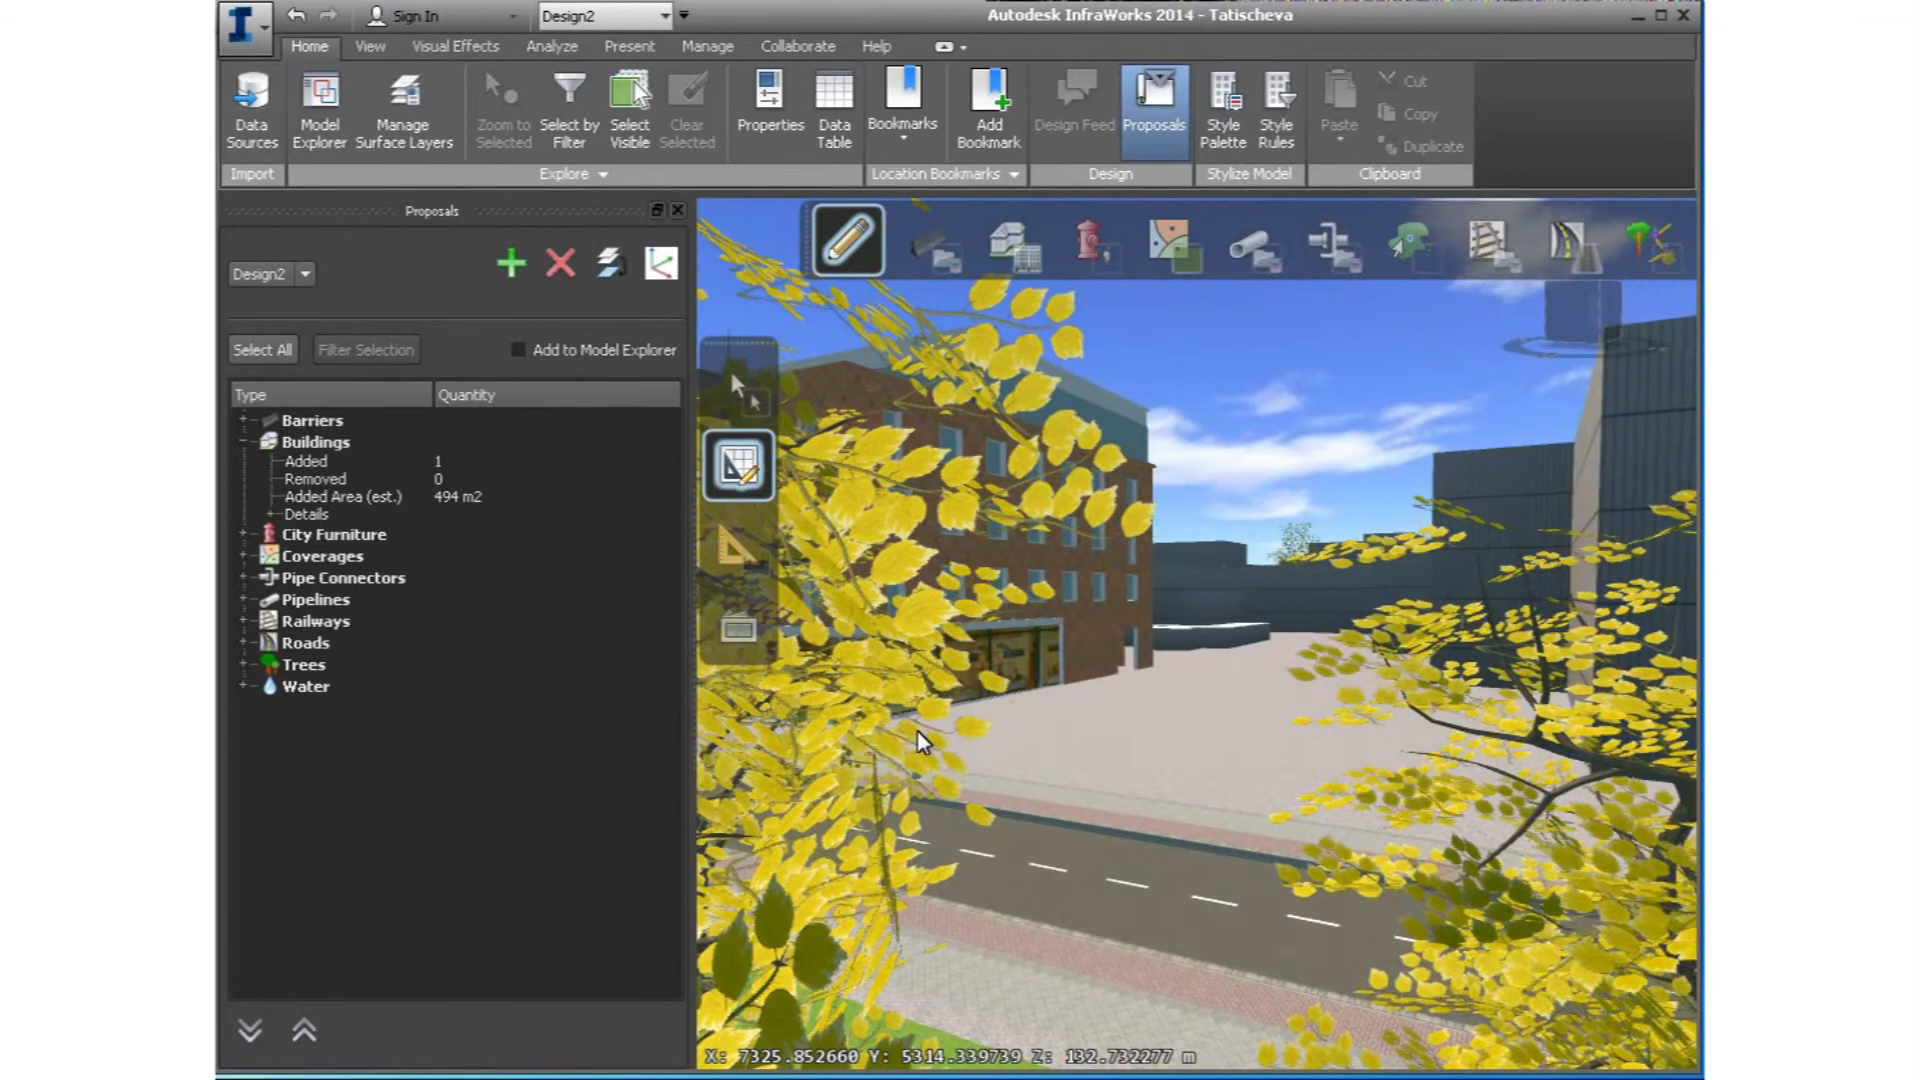 Sign In
Design2
Autodesk InfraWorks 2014 - Tatischeva
Home View Visual Effects Analyze Present Manage Collaborate Help
Data Sources
Model Explorer
Manage Surface Layers
Zoom to Selected
Select by Filter
Select Visible
Clear Selected
Properties
Data Table
Bookmarks
Add Bookmark
Design Feed
Proposals
Style Palette
Style Rules
Paste
Cut
Copy
Duplicate
Import
Explore
Location Bookmarks
Design
Stylize Model
Clipboard
Proposals
Design2
Select All Filter Selection Add to Model Explorer
Type Quantity
Barriers
Buildings
Added 1
Removed 0
Added Area (est.) 494 m2
Details
City Furniture
Coverages
Pipe Connectors
Pipelines
Railways
Roads
Trees
Water
X: 7325.852660 Y: 5314.339739 Z: 132.732277 m